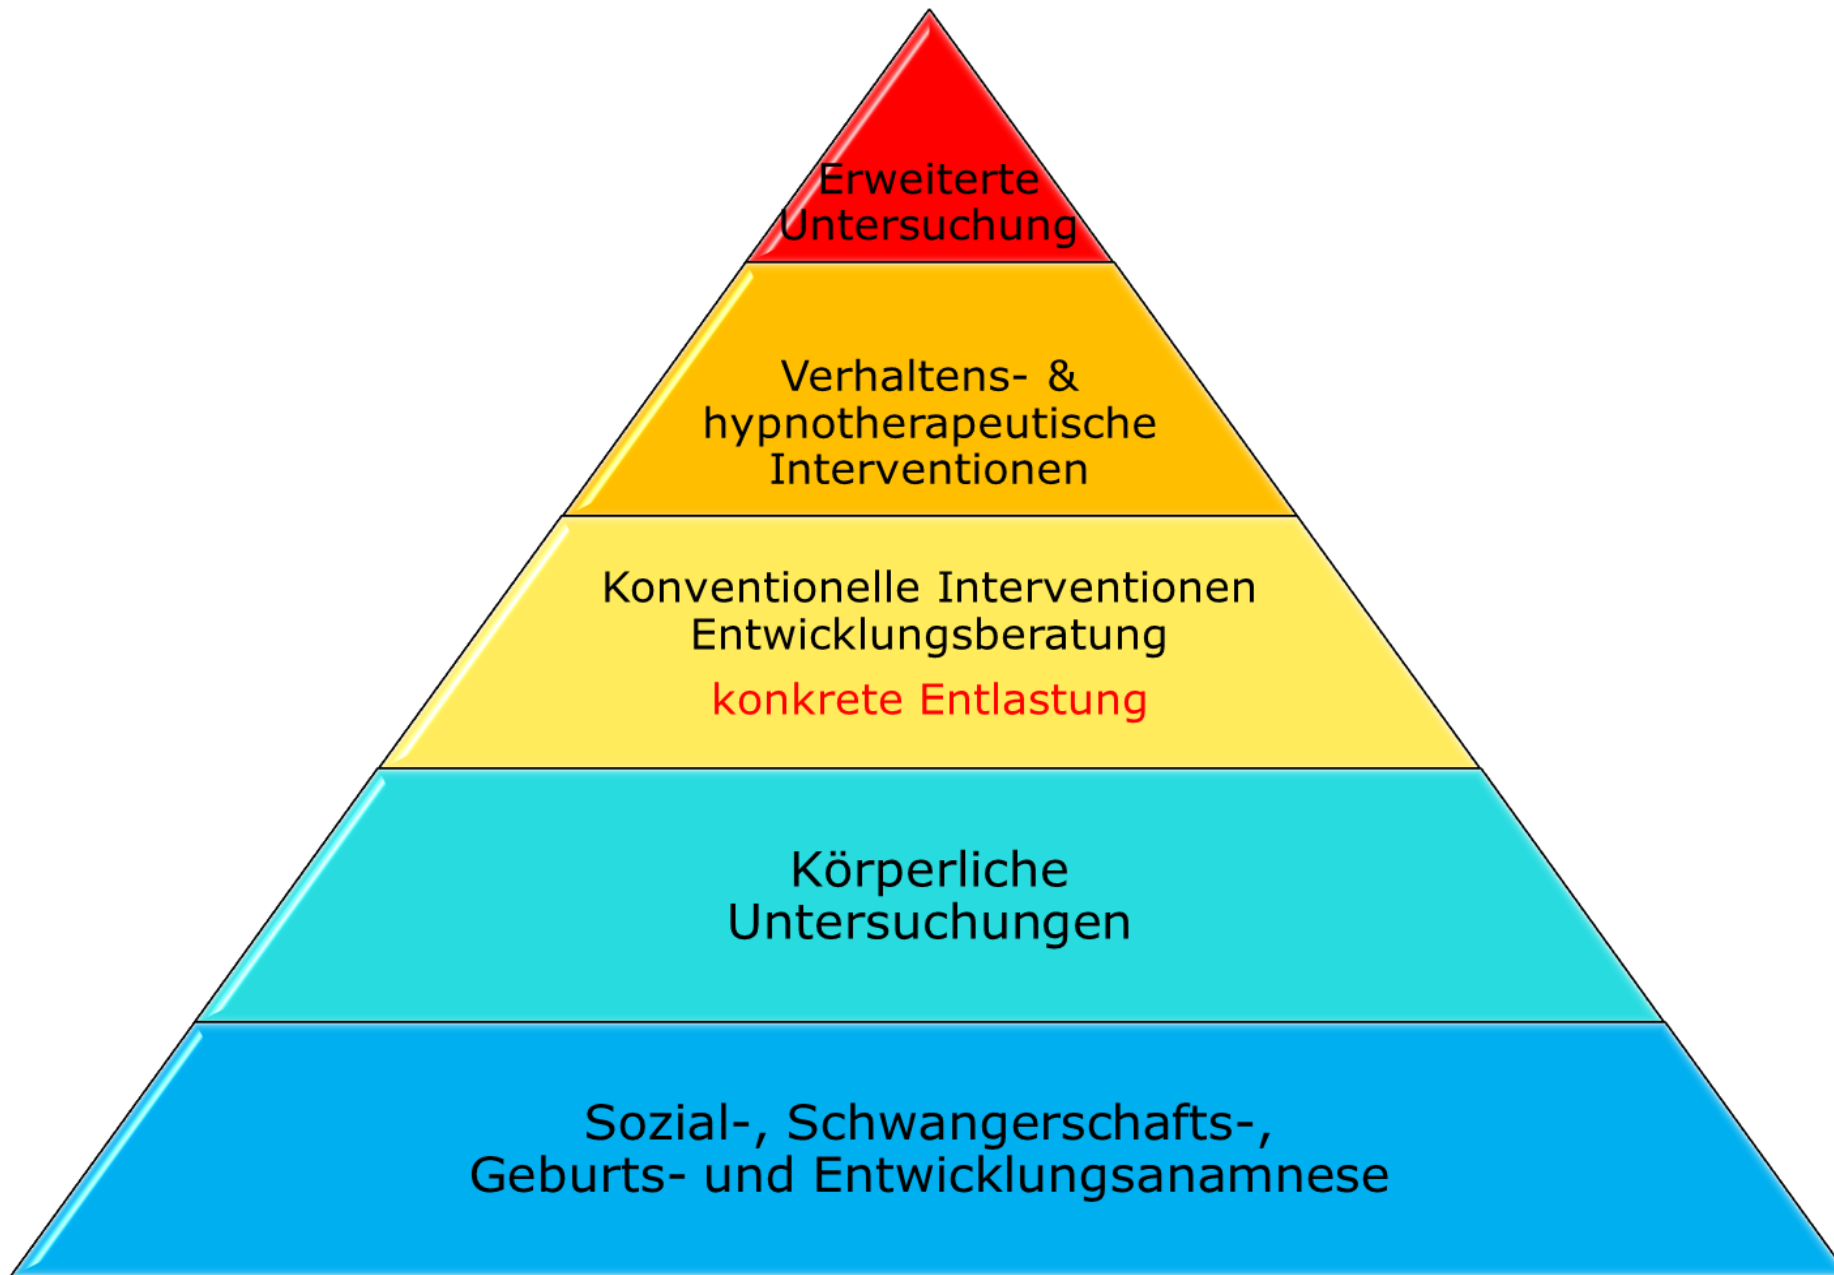 Erweiterte
Untersuchung
Verhaltens- &
hypnotherapeutische
Interventionen
Konventionelle Interventionen
Entwicklungsberatung
konkrete Entlastung
Körperliche
Untersuchungen
Sozial-, Schwangerschafts-,
Geburts- und Entwicklungsanamnese